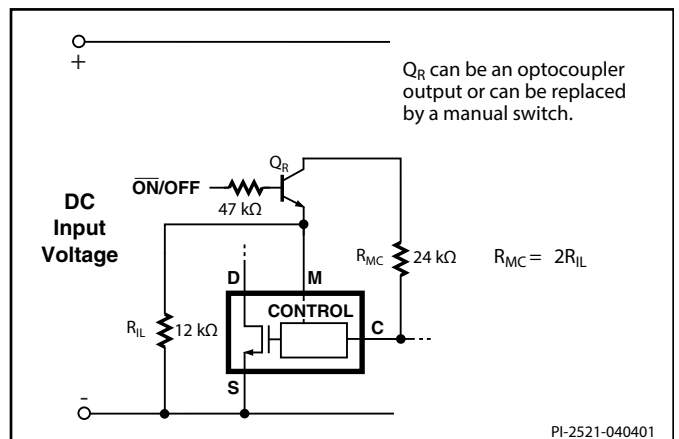 +
Q_R can be an optocoupler
output or can be replaced
by a manual switch.
Q_R
O̅N̅/OFF
47 kΩ
DC
Input
Voltage
R_MC
24 kΩ
R_MC = 2R_IL
D
M
CONTROL
C
R_IL
12 kΩ
S
-
PI-2521-040401